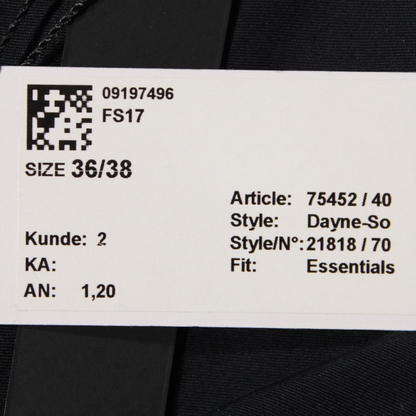 09197496
FS17
SIZE 36/38
Article: 75452 / 40
Style: Dayne-So
Kunde: 2
Style/N°: 21818 / 70
KA:
Fit: Essentials
AN: 1,20